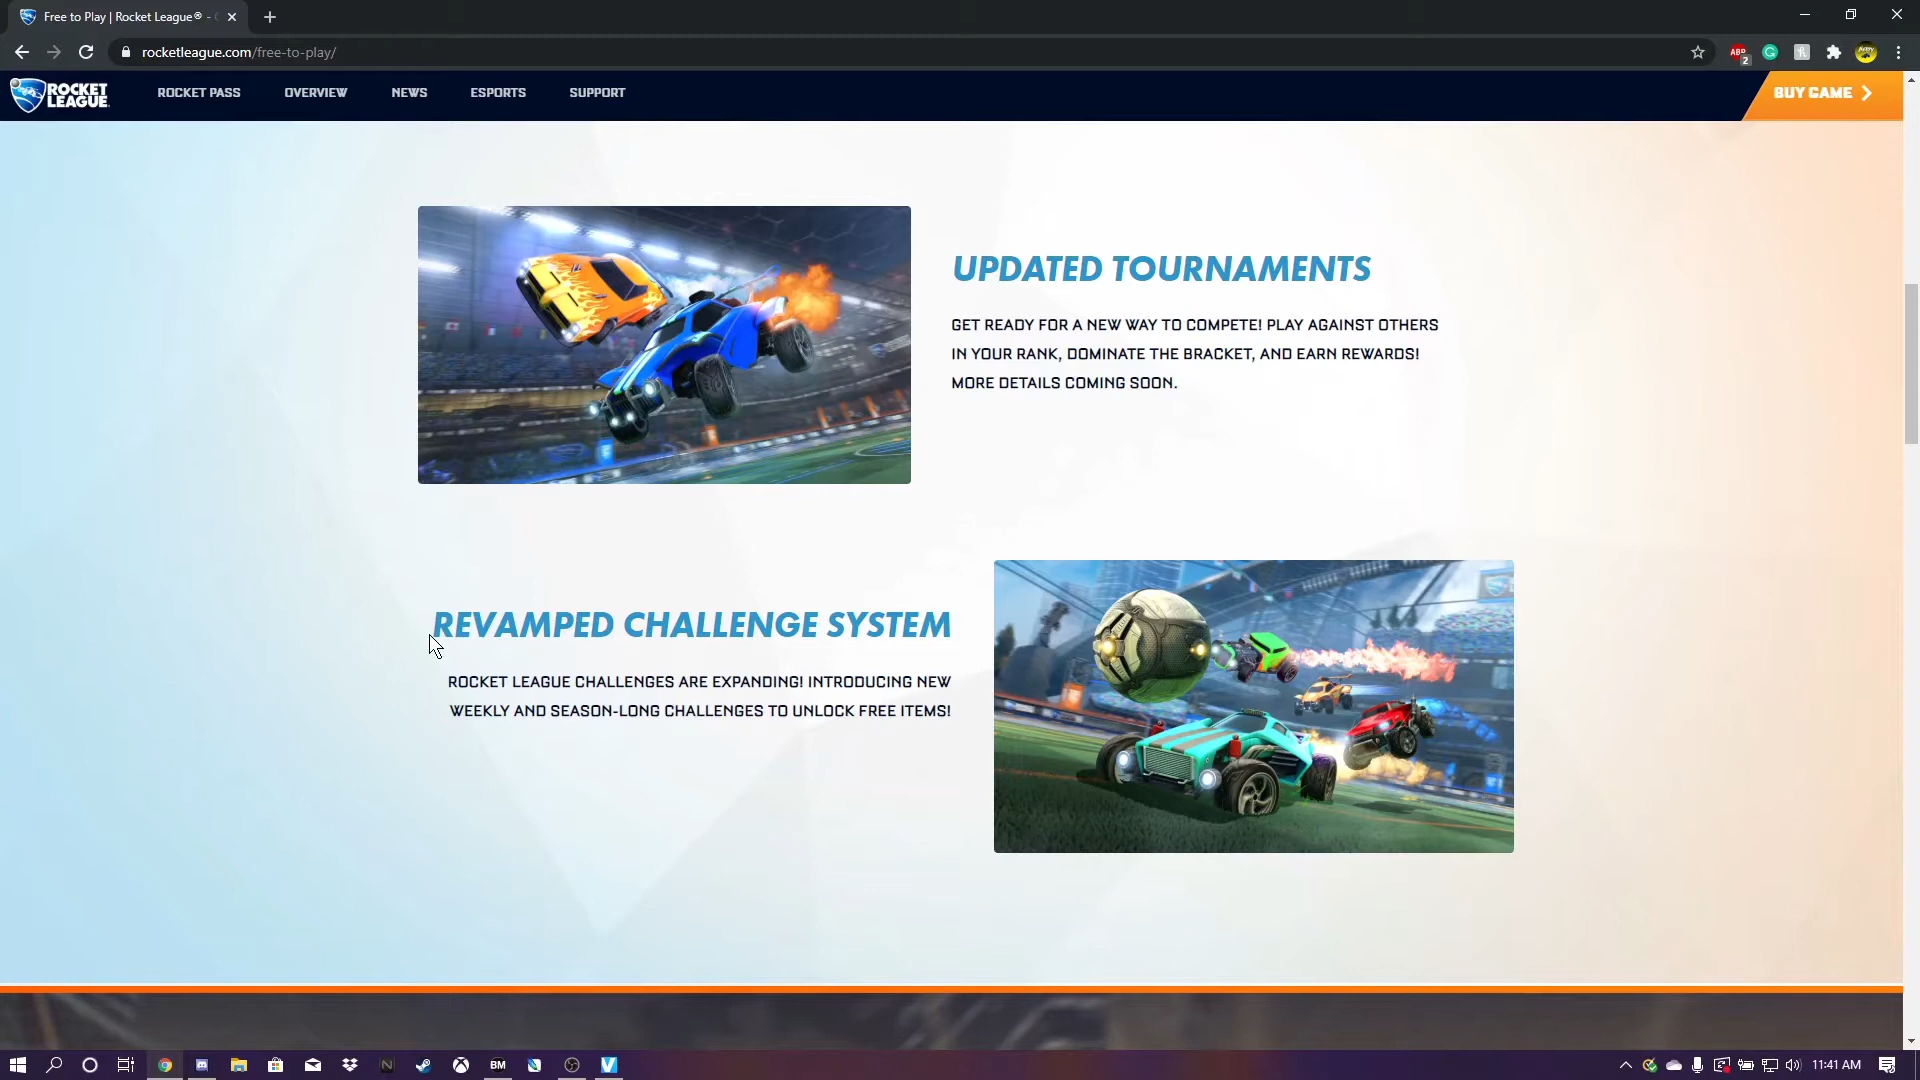 Free to Play | Rocket League® -
rocketleague.com/free-to-play/
ABP
2
ROCKET LEAGUE
ROCKET PASS
OVERVIEW
NEWS
ESPORTS
SUPPORT
BUY GAME
UPDATED TOURNAMENTS
GET READY FOR A NEW WAY TO COMPETE! PLAY AGAINST OTHERS
IN YOUR RANK, DOMINATE THE BRACKET, AND EARN REWARDS!
MORE DETAILS COMING SOON.
REVAMPED CHALLENGE SYSTEM
ROCKET LEAGUE CHALLENGES ARE EXPANDING! INTRODUCING NEW
WEEKLY AND SEASON-LONG CHALLENGES TO UNLOCK FREE ITEMS!
BM
11:41 AM